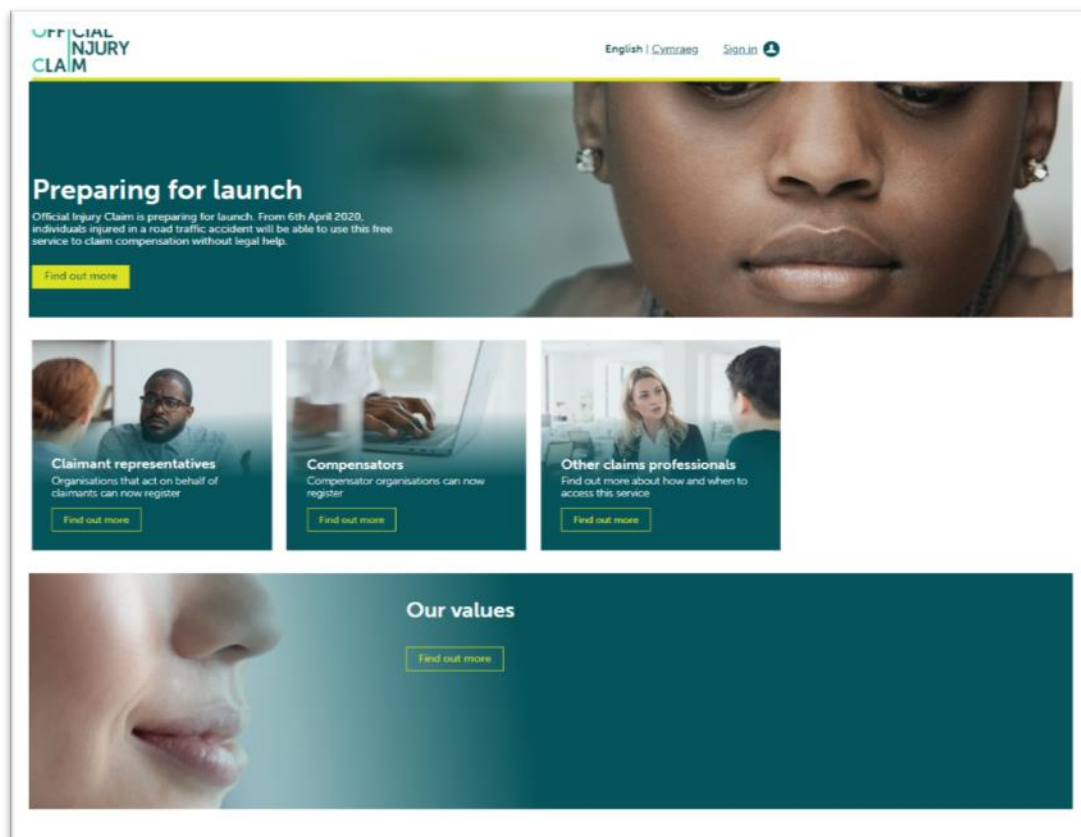 OFFICIAL
INJURY
CLAIM
English | Cymraeg Sign in
Preparing for launch
Official Injury Claim is preparing for launch. From 6th April 2020,
individuals injured in a road traffic accident will be able to use this free
service to claim compensation without legal help.
Find out more
Claimant representatives
Organisations that act on behalf of
claimants can now register
Find out more
Compensators
Compensator organisations can now
register
Find out more
Other claims professionals
Find out more about how and when to
access this service
Find out more
Our values
Find out more